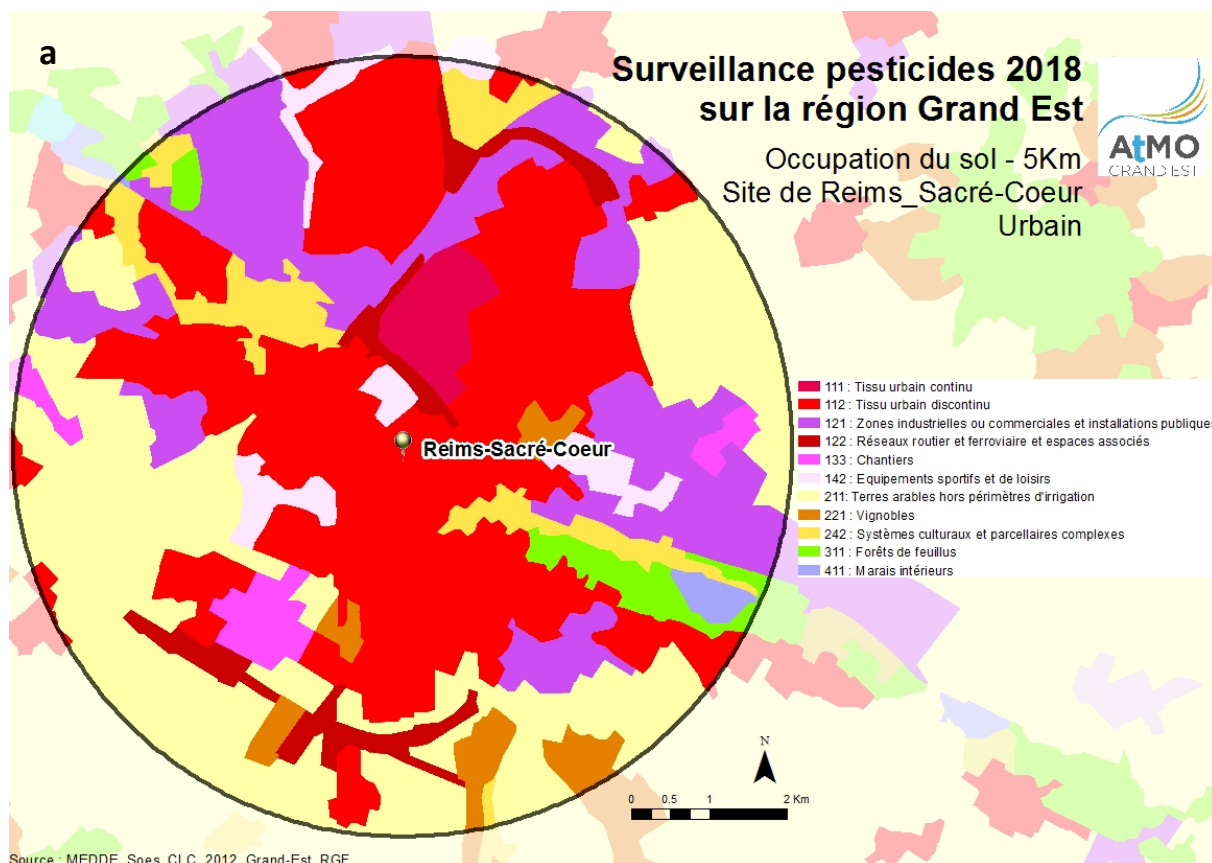 a
Surveillance pesticides 2018
sur la région Grand Est
AtMO
GRAND EST
Occupation du sol - 5Km
Site de Reims_Sacré-Coeur
Urbain
111 : Tissu urbain continu
112 : Tissu urbain discontinu
121 : Zones industrielles ou commerciales et installations publiques
122 : Réseaux routier et ferroviaire et espaces associés
133 : Chantiers
142 : Equipements sportifs et de loisirs
211: Terres arables hors périmètres d'irrigation
221 : Vignobles
242 : Systèmes culturaux et parcellaires complexes
311 : Forêts de feuillus
411 : Marais intérieurs
Reims-Sacré-Coeur
N
0 0.5 1 2 Km
Source : MEDDE_Soes_CLC_2012_Grand-Est_RGF